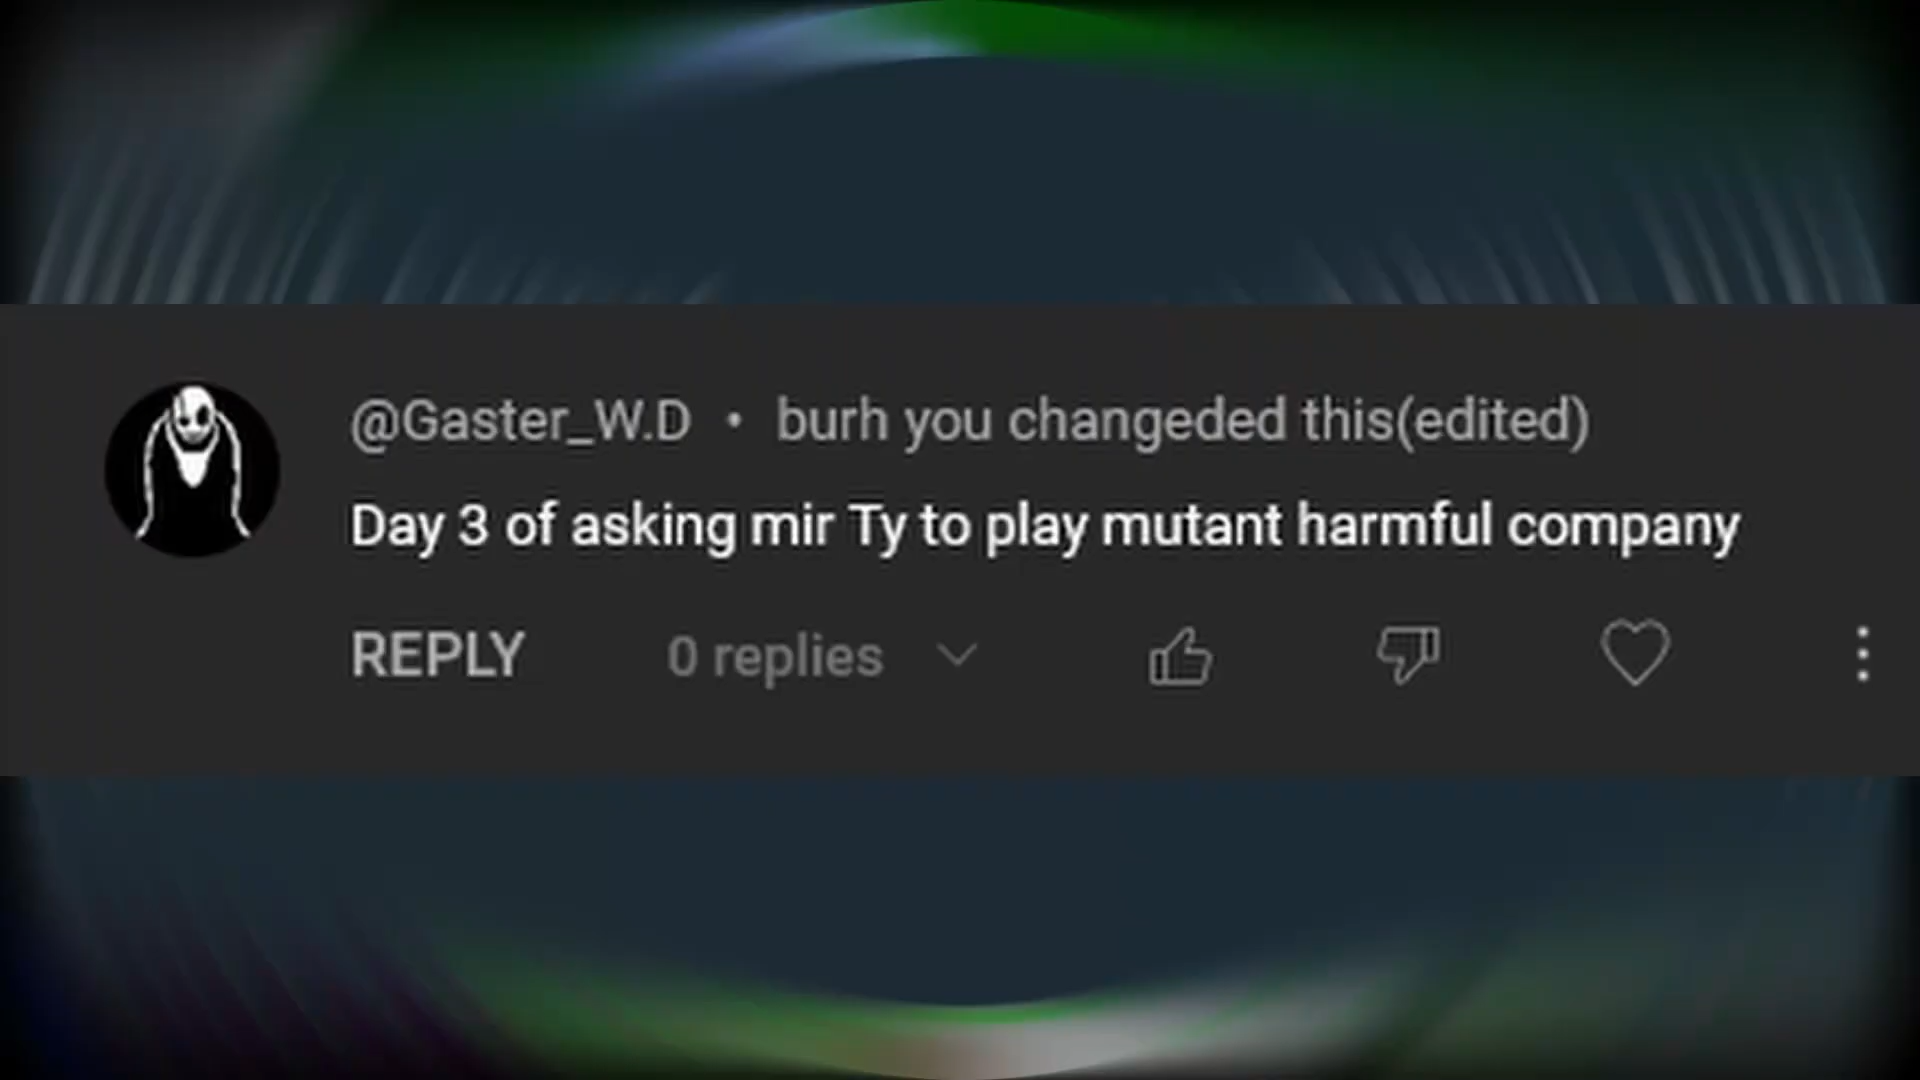 @Gaster_W.D • burh you changeded this(edited)
Day 3 of asking mir Ty to play mutant harmful company
REPLY 0 replies